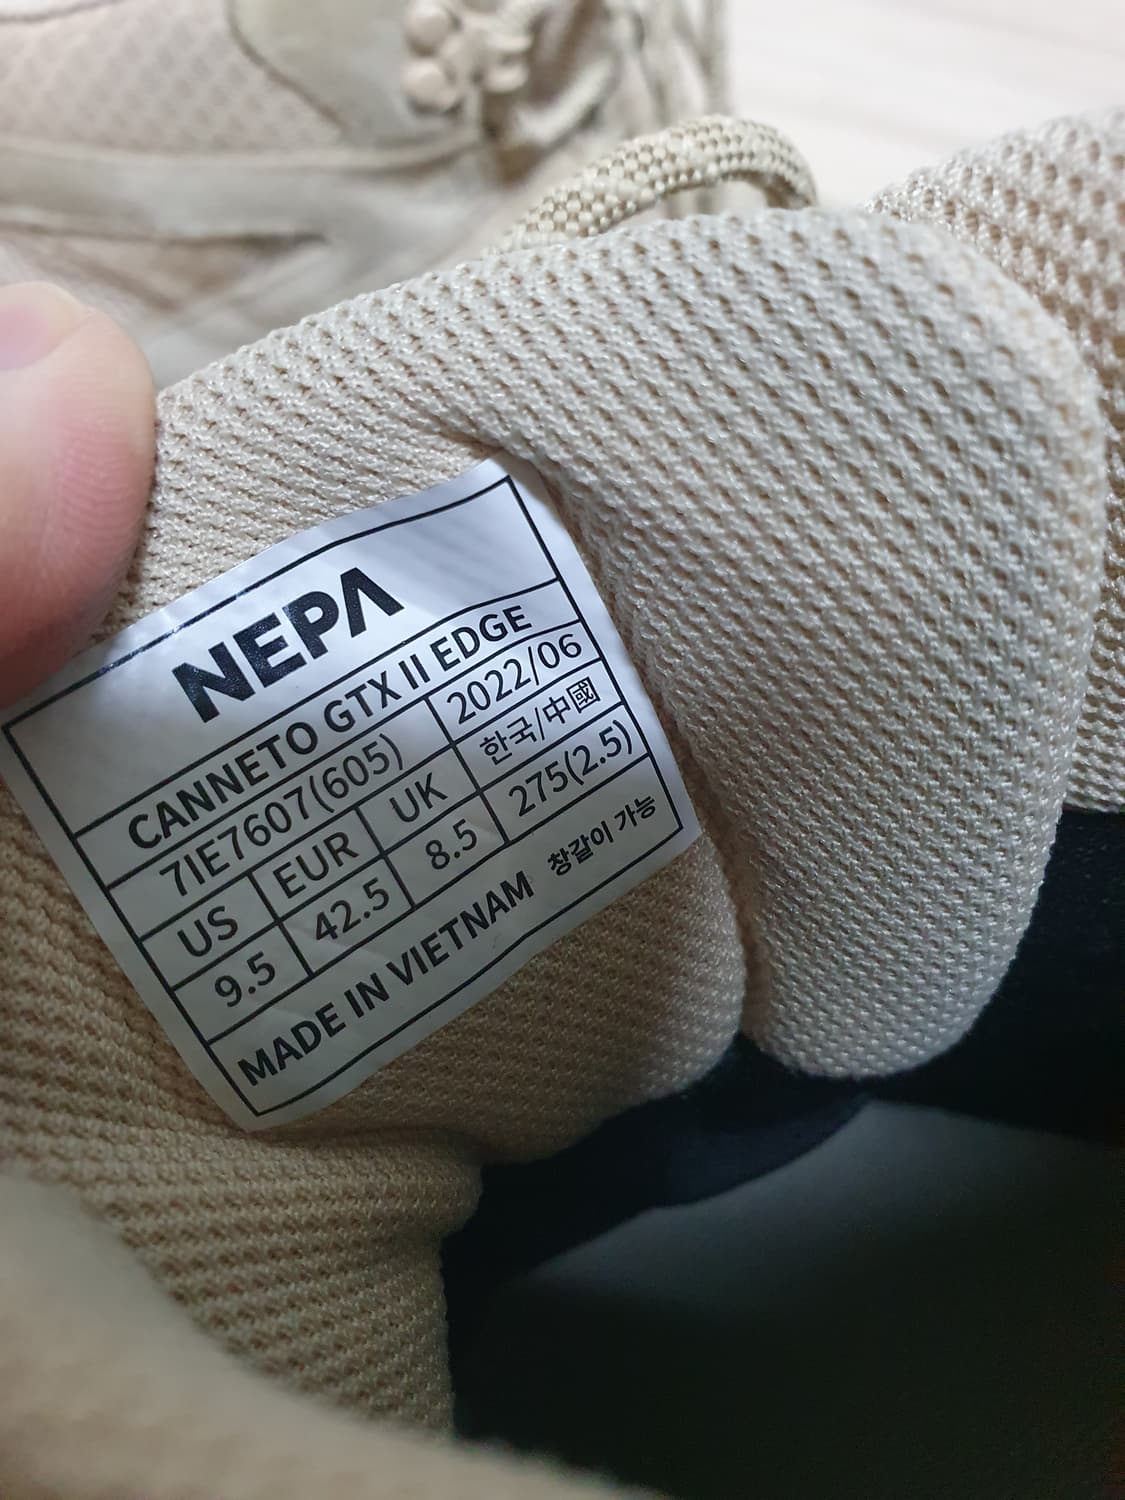 NEPA
CANNETO GTX II EDGE
7IE7607(605) 2022/06
US EUR UK 한국/中國
9.5 42.5 8.5 275(2.5)
MADE IN VIETNAM 창갈이 가능